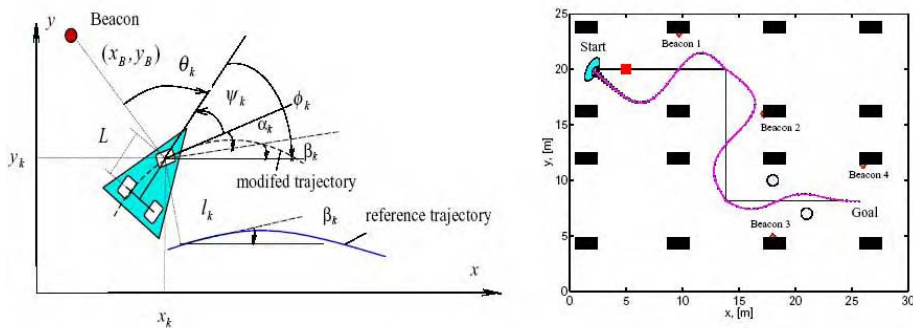 y
Beacon
(x_B, y_B)
θ_k
ψ_k
ϕ_k
α_k
L
β_k
y_k
modifed trajectory
l_k
β_k
reference trajectory
x
x_k
25
20
15
10
5
0
y, [m]
Start
Beacon 1
Beacon 2
Beacon 4
Beacon 3
Goal
0 5 10 15 20 25 30
x, [m]